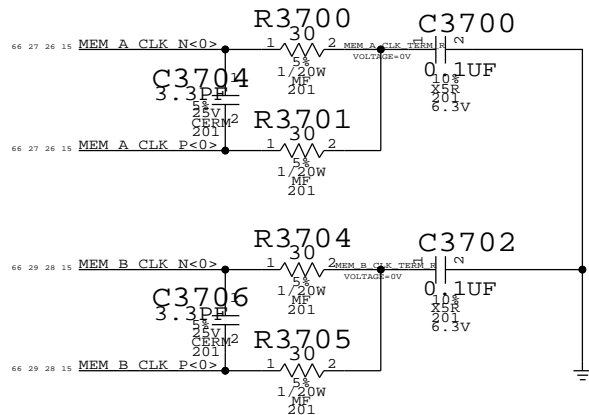 R3700
30
66 27 26 15 MEM_A_CLK_N<0> 1 2 MEM_A_CLK_TERM_R 1 2 C3700
5%
1/20W
MF
201
VOLTAGE=0V
0.1UF
10%
X5R
201
6.3V
C3704
3.3PF
5%
25V
CERM
201
1
2
R3701
30
66 27 26 15 MEM_A_CLK_P<0> 1 2
5%
1/20W
MF
201
R3704
30
66 29 28 15 MEM_B_CLK_N<0> 1 2 MEM_B_CLK_TERM_R 1 2 C3702
5%
1/20W
MF
201
VOLTAGE=0V
0.1UF
10%
X5R
201
6.3V
C3706
3.3PF
5%
25V
CERM
201
1
2
R3705
30
66 29 28 15 MEM_B_CLK_P<0> 1 2
5%
1/20W
MF
201